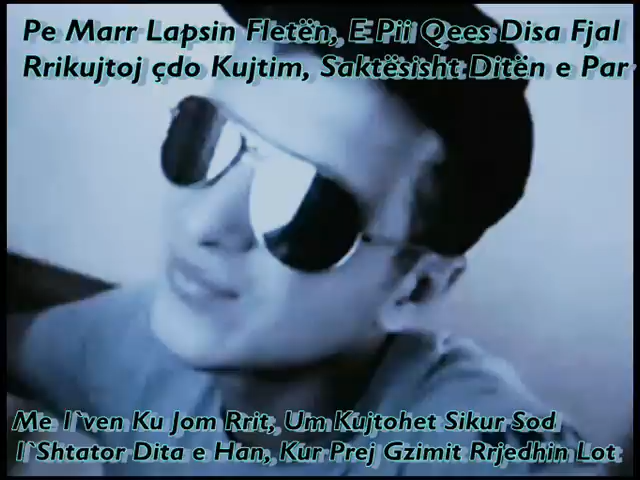 Pe Marr Lapsin Fletën, E Pii Qees Disa Fjal
Rrikujtoj çdo Kujtim, Saktësisht Ditën e Par
Me I`ven Ku Jom Rrit, Um Kujtohet Sikur Sod
I`Shtator Dita e Han, Kur Prej Gzimit Rrjedhin Lot